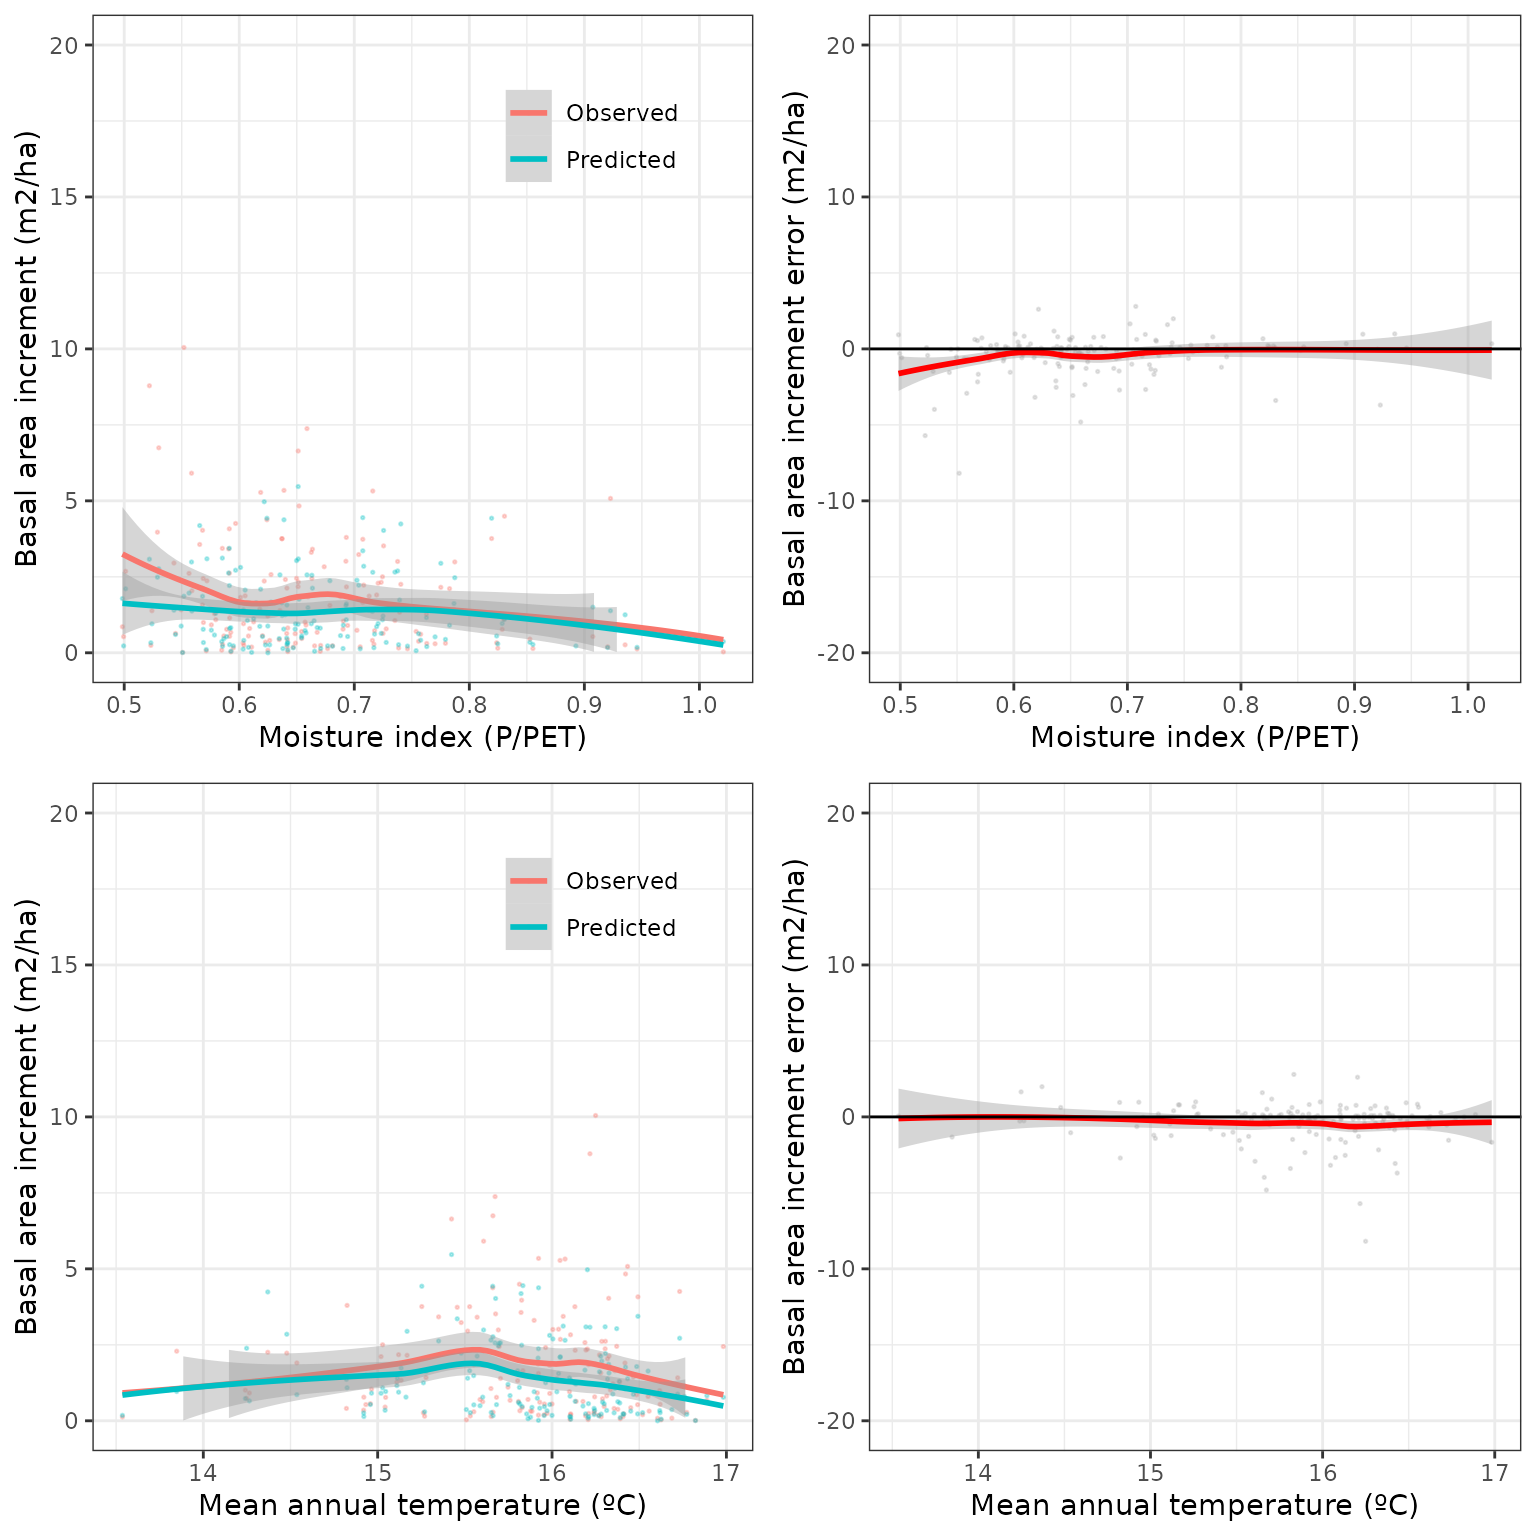 Basal area increment (m2/ha)
20
15
10
5
0
Observed
Predicted
0.5 0.6 0.7 0.8 0.9 1.0
Moisture index (P/PET)
Basal area increment error (m2/ha)
20
10
0
-10
-20
0.5 0.6 0.7 0.8 0.9 1.0
Moisture index (P/PET)
Basal area increment (m2/ha)
20
15
10
5
0
Observed
Predicted
14 15 16 17
Mean annual temperature (ºC)
Basal area increment error (m2/ha)
20
10
0
-10
-20
14 15 16 17
Mean annual temperature (ºC)